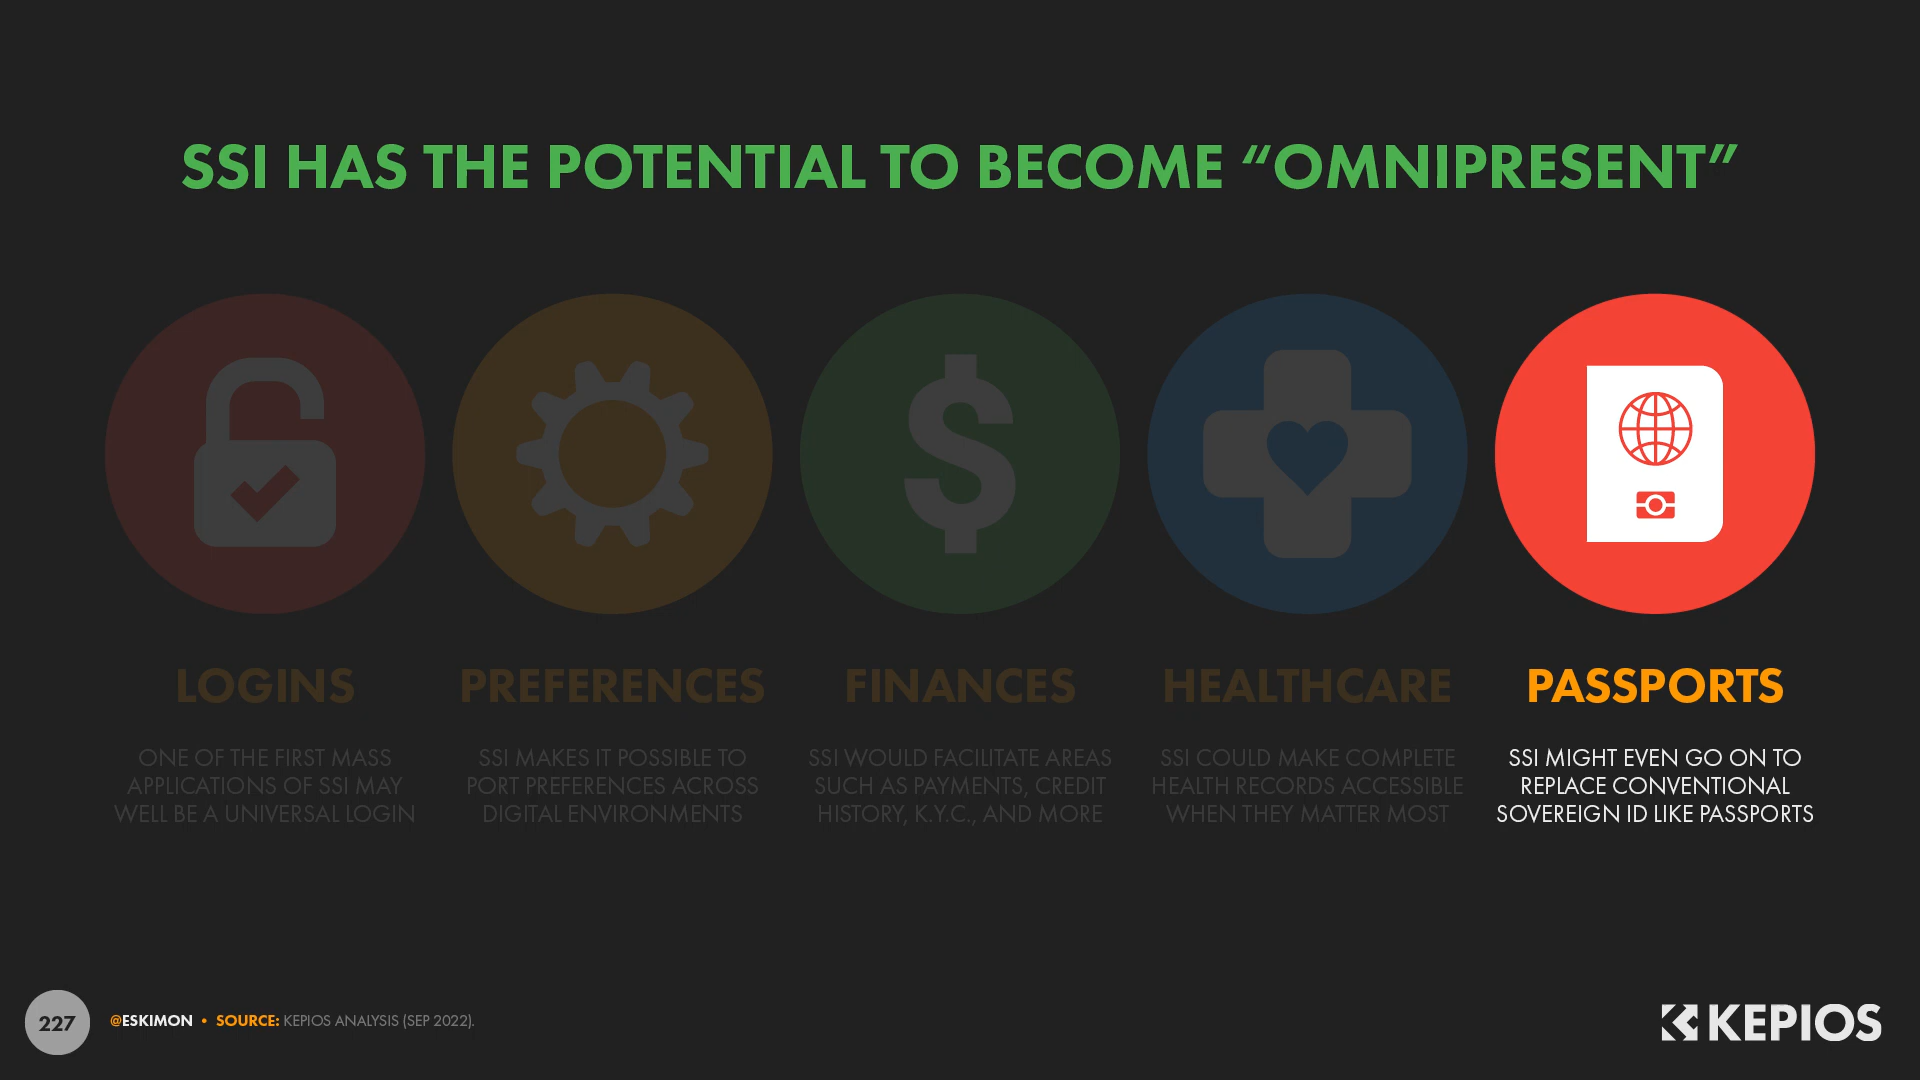 SSI HAS THE POTENTIAL TO BECOME “OMNIPRESENT”
LOGINS
ONE OF THE FIRST MASS
APPLICATIONS OF SSI MAY
WELL BE A UNIVERSAL LOGIN
PREFERENCES
SSI MAKES IT POSSIBLE TO
PORT PREFERENCES ACROSS
DIGITAL ENVIRONMENTS
$
FINANCES
SSI WOULD FACILITATE AREAS
SUCH AS PAYMENTS, CREDIT
HISTORY, K.Y.C., AND MORE
HEALTHCARE
SSI COULD MAKE COMPLETE
HEALTH RECORDS ACCESSIBLE
WHEN THEY MATTER MOST
PASSPORTS
SSI MIGHT EVEN GO ON TO
REPLACE CONVENTIONAL
SOVEREIGN ID LIKE PASSPORTS
227
@ESKIMON • SOURCE: KEPIOS ANALYSIS (SEP 2022).
KEPIOS